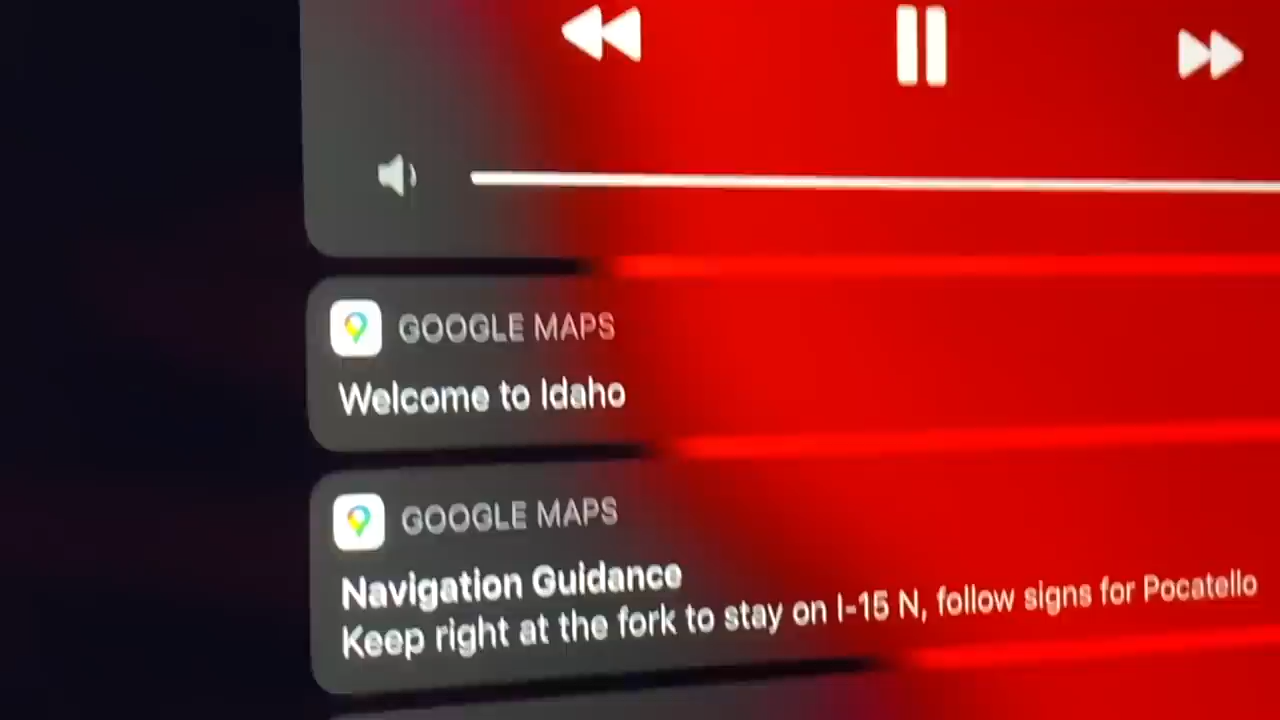 GOOGLE MAPS
Welcome to Idaho
GOOGLE MAPS
Navigation Guidance
Keep right at the fork to stay on I-15 N, follow signs for Pocatello